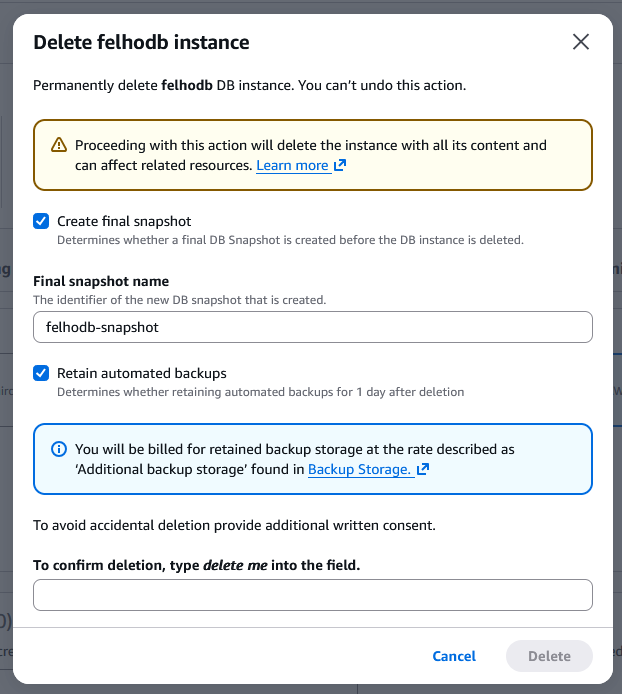 Delete felhodb instance
Permanently delete felhodb DB instance. You can’t undo this action.
Proceeding with this action will delete the instance with all its content and
can affect related resources. Learn more
Create final snapshot
Determines whether a final DB Snapshot is created before the DB instance is deleted.
Final snapshot name
The identifier of the new DB snapshot that is created.
felhodb-snapshot
Retain automated backups
Determines whether retaining automated backups for 1 day after deletion
You will be billed for retained backup storage at the rate described as
‘Additional backup storage’ found in Backup Storage.
To avoid accidental deletion provide additional written consent.
To confirm deletion, type delete me into the field.
Cancel Delete